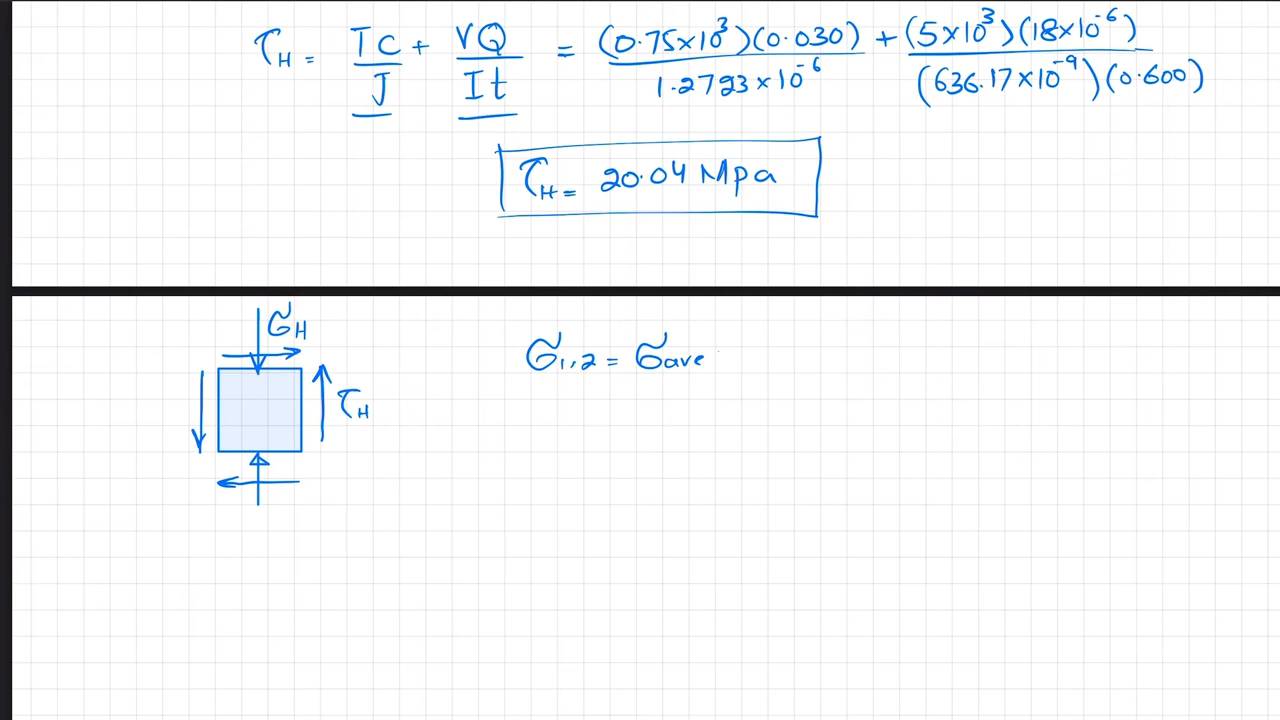 τH = Tc/J + VQ/It = (0.75×10³)(0.030)/1.2723×10⁻⁶ + (5×10³)(18×10⁻⁶)/(636.17×10⁻⁹)(0.600)
τH = 20.04 MPa
σH
τH
σ1,2 = σave